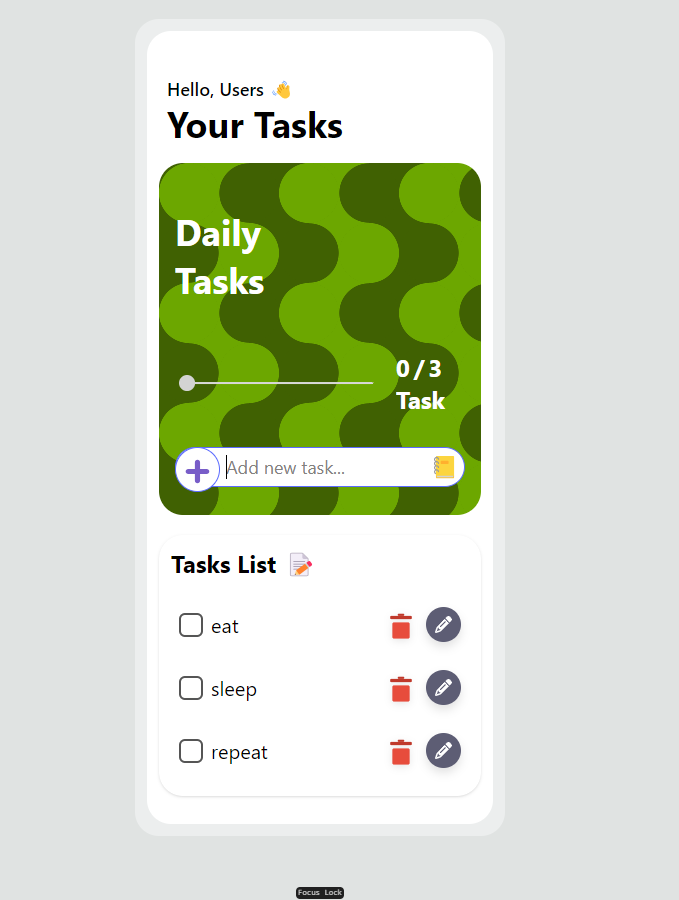 Hello, Users 👋
Your Tasks
Daily
Tasks
0 / 3
Task
Add new task...
Tasks List 📝
eat
sleep
repeat
Focus Lock